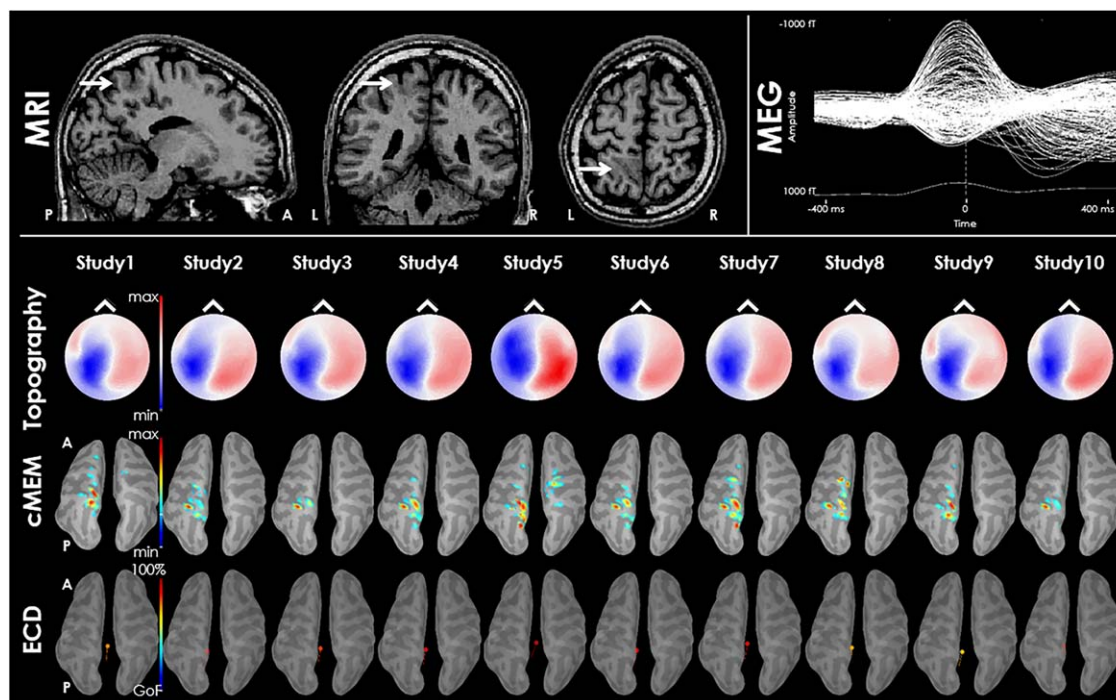 MRI
P
A
L
R
L
R
MEG
-1000 fT
Amplitude
1000 fT
-400 ms
0
400 ms
Time
Study1 Study2 Study3 Study4 Study5 Study6 Study7 Study8 Study9 Study10
Topography
max
min
cMEM
A
P
max
min
ECD
A
P
100%
GoF